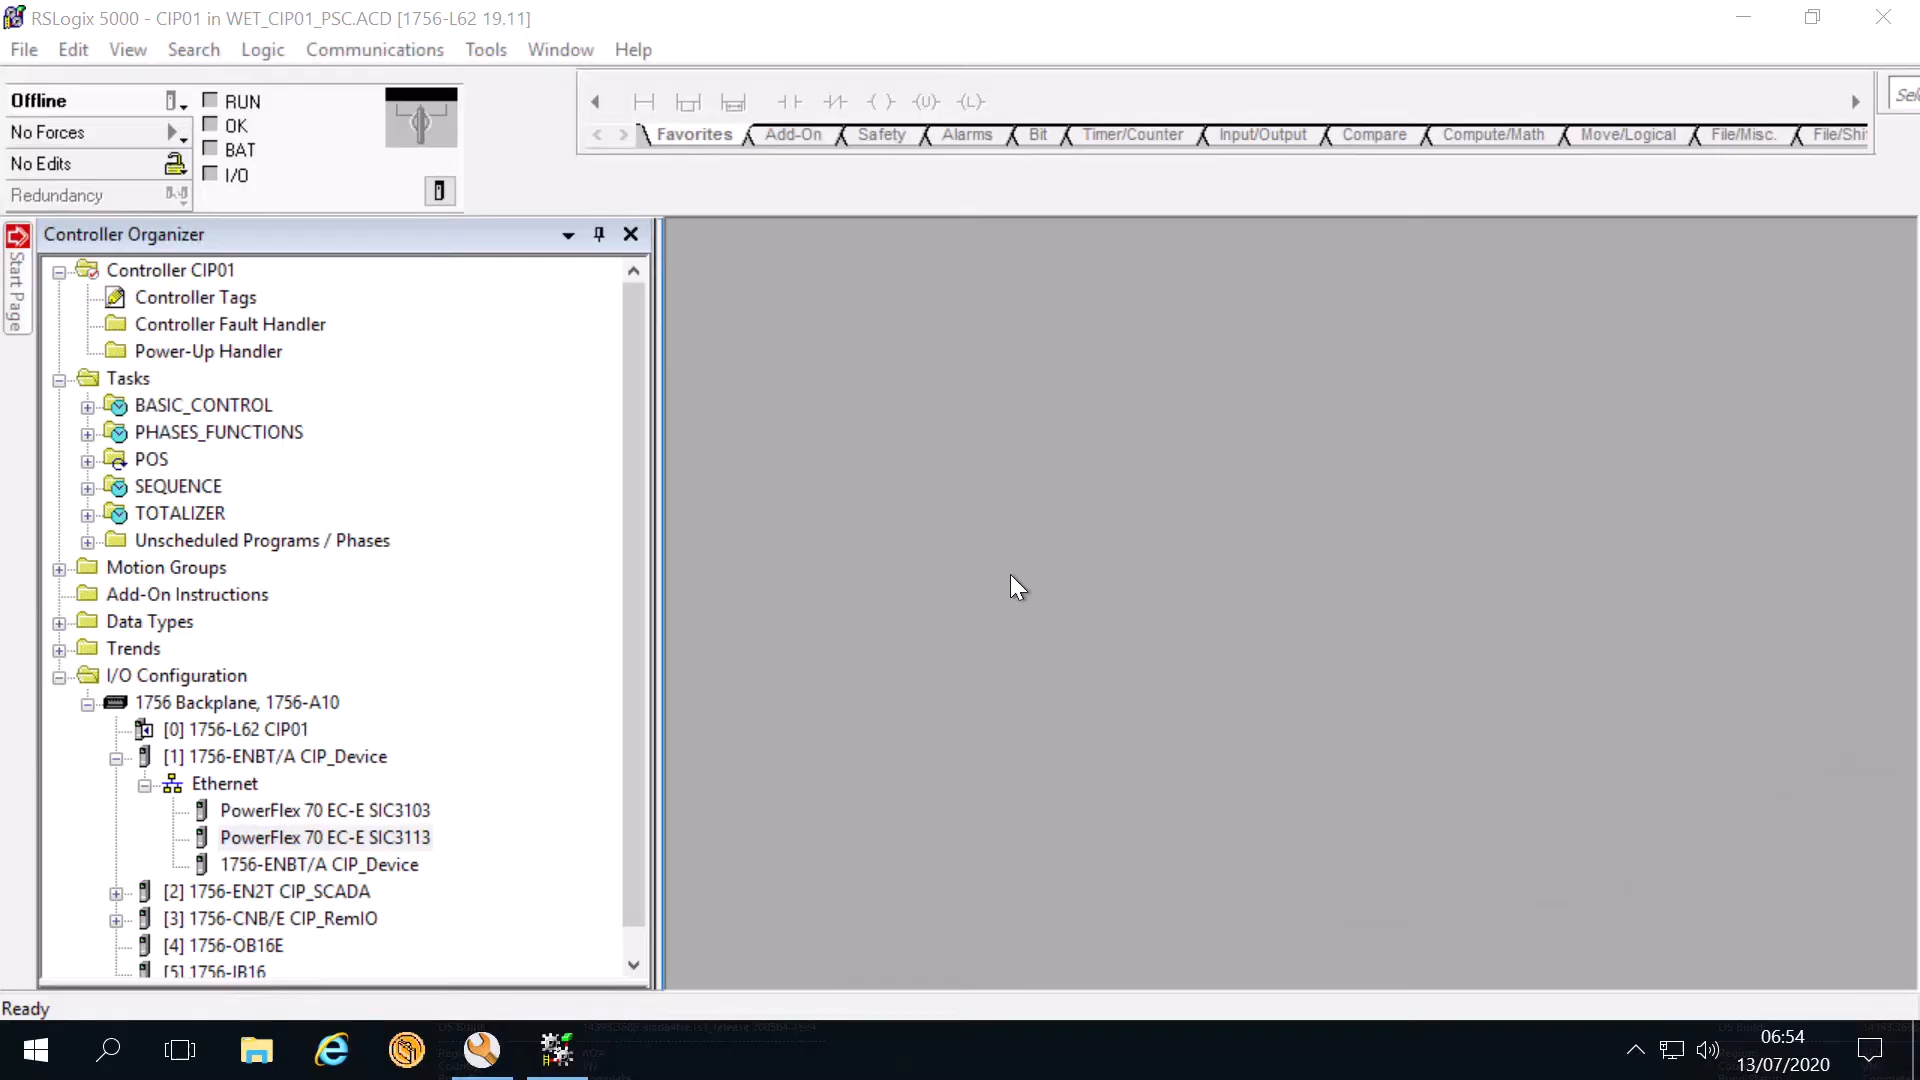 RSLogix 5000 - CIP01 in WET_CIP01_PSC.ACD [1756-L62 19.11]
File Edit View Search Logic Communications Tools Window Help
Offline
No Forces
No Edits
Redundancy
RUN
OK
BAT
I/O
Favorites Add-On Safety Alarms Bit Timer/Counter Input/Output Compare Compute/Math Move/Logical File/Misc. File/Shi
Sele
Start Page
Controller Organizer
Controller CIP01
Controller Tags
Controller Fault Handler
Power-Up Handler
Tasks
BASIC_CONTROL
PHASES_FUNCTIONS
POS
SEQUENCE
TOTALIZER
Unscheduled Programs / Phases
Motion Groups
Add-On Instructions
Data Types
Trends
I/O Configuration
1756 Backplane, 1756-A10
[0] 1756-L62 CIP01
[1] 1756-ENBT/A CIP_Device
Ethernet
PowerFlex 70 EC-E SIC3103
PowerFlex 70 EC-E SIC3113
1756-ENBT/A CIP_Device
[2] 1756-EN2T CIP_SCADA
[3] 1756-CNB/E CIP_RemIO
[4] 1756-OB16E
[5] 1756-IB16
Ready
06:54
13/07/2020